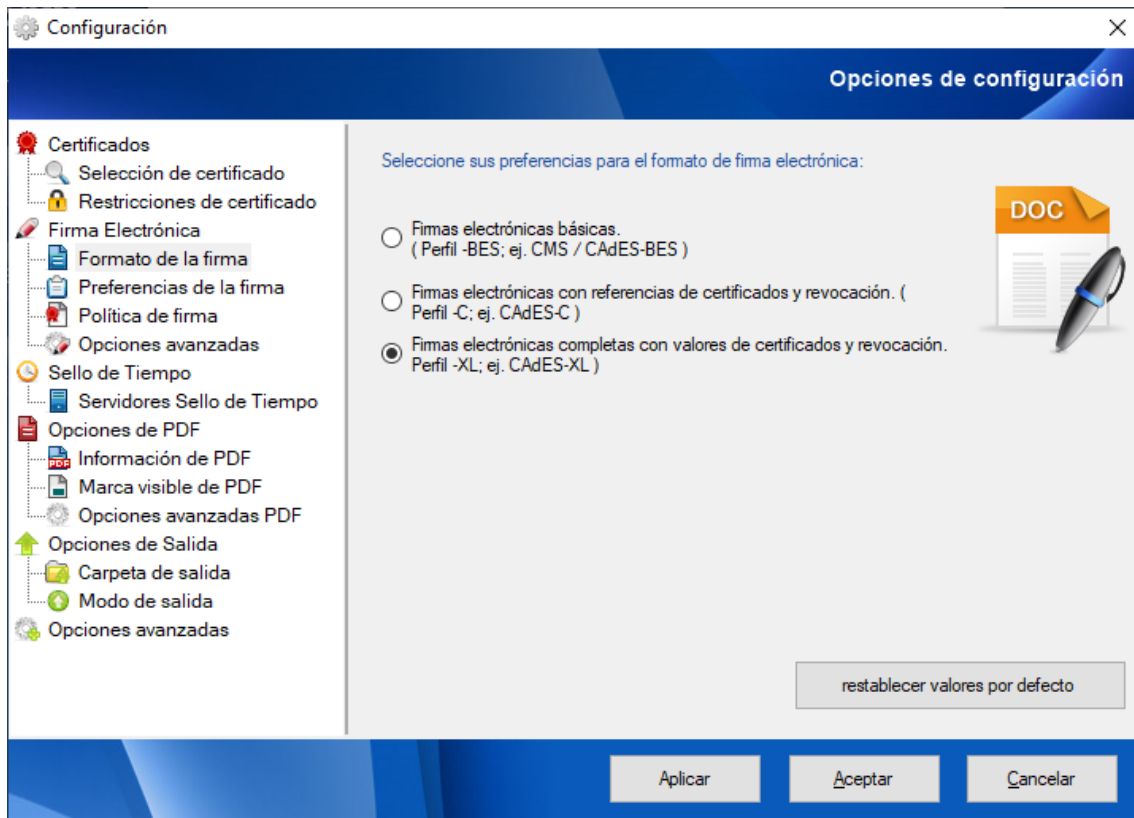 Configuración
Opciones de configuración
Certificados
Selección de certificado
Restricciones de certificado
Firma Electrónica
Formato de la firma
Preferencias de la firma
Política de firma
Opciones avanzadas
Sello de Tiempo
Servidores Sello de Tiempo
Opciones de PDF
Información de PDF
Marca visible de PDF
Opciones avanzadas PDF
Opciones de Salida
Carpeta de salida
Modo de salida
Opciones avanzadas
Seleccione sus preferencias para el formato de firma electrónica:
Firmas electrónicas básicas.
( Perfil -BES; ej. CMS / CAdES-BES )
Firmas electrónicas con referencias de certificados y revocación. (
Perfil -C; ej. CAdES-C )
Firmas electrónicas completas con valores de certificados y revocación.
Perfil -XL; ej. CAdES-XL )
DOC
restablecer valores por defecto
Aplicar
Aceptar
Cancelar